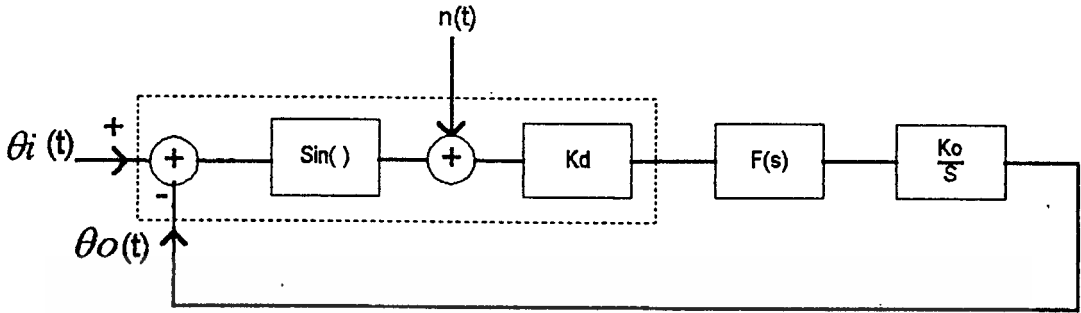 n(t)
θi (t)
+
+
Sin( )
+
Kd
F(s)
Ko
S
-
θo(t)